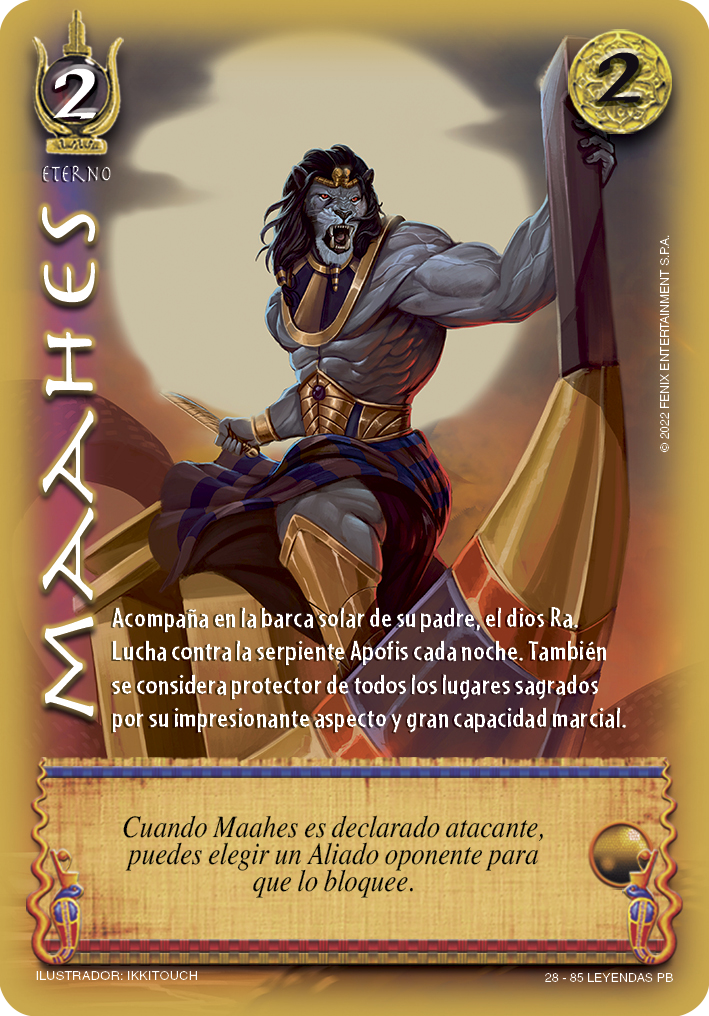 2
2
ETERNO
MAAHES
© 2022 FENIX ENTERTAINMENT S.P.A.
Acompaña en la barca solar de su padre, el dios Ra.
Lucha contra la serpiente Apofis cada noche. También
se considera protector de todos los lugares sagrados
por su impresionante aspecto y gran capacidad marcial.
Cuando Maahes es declarado atacante,
puedes elegir un Aliado oponente para
que lo bloquee.
ILUSTRADOR: IKKITOUCH
28 - 85 LEYENDAS PB